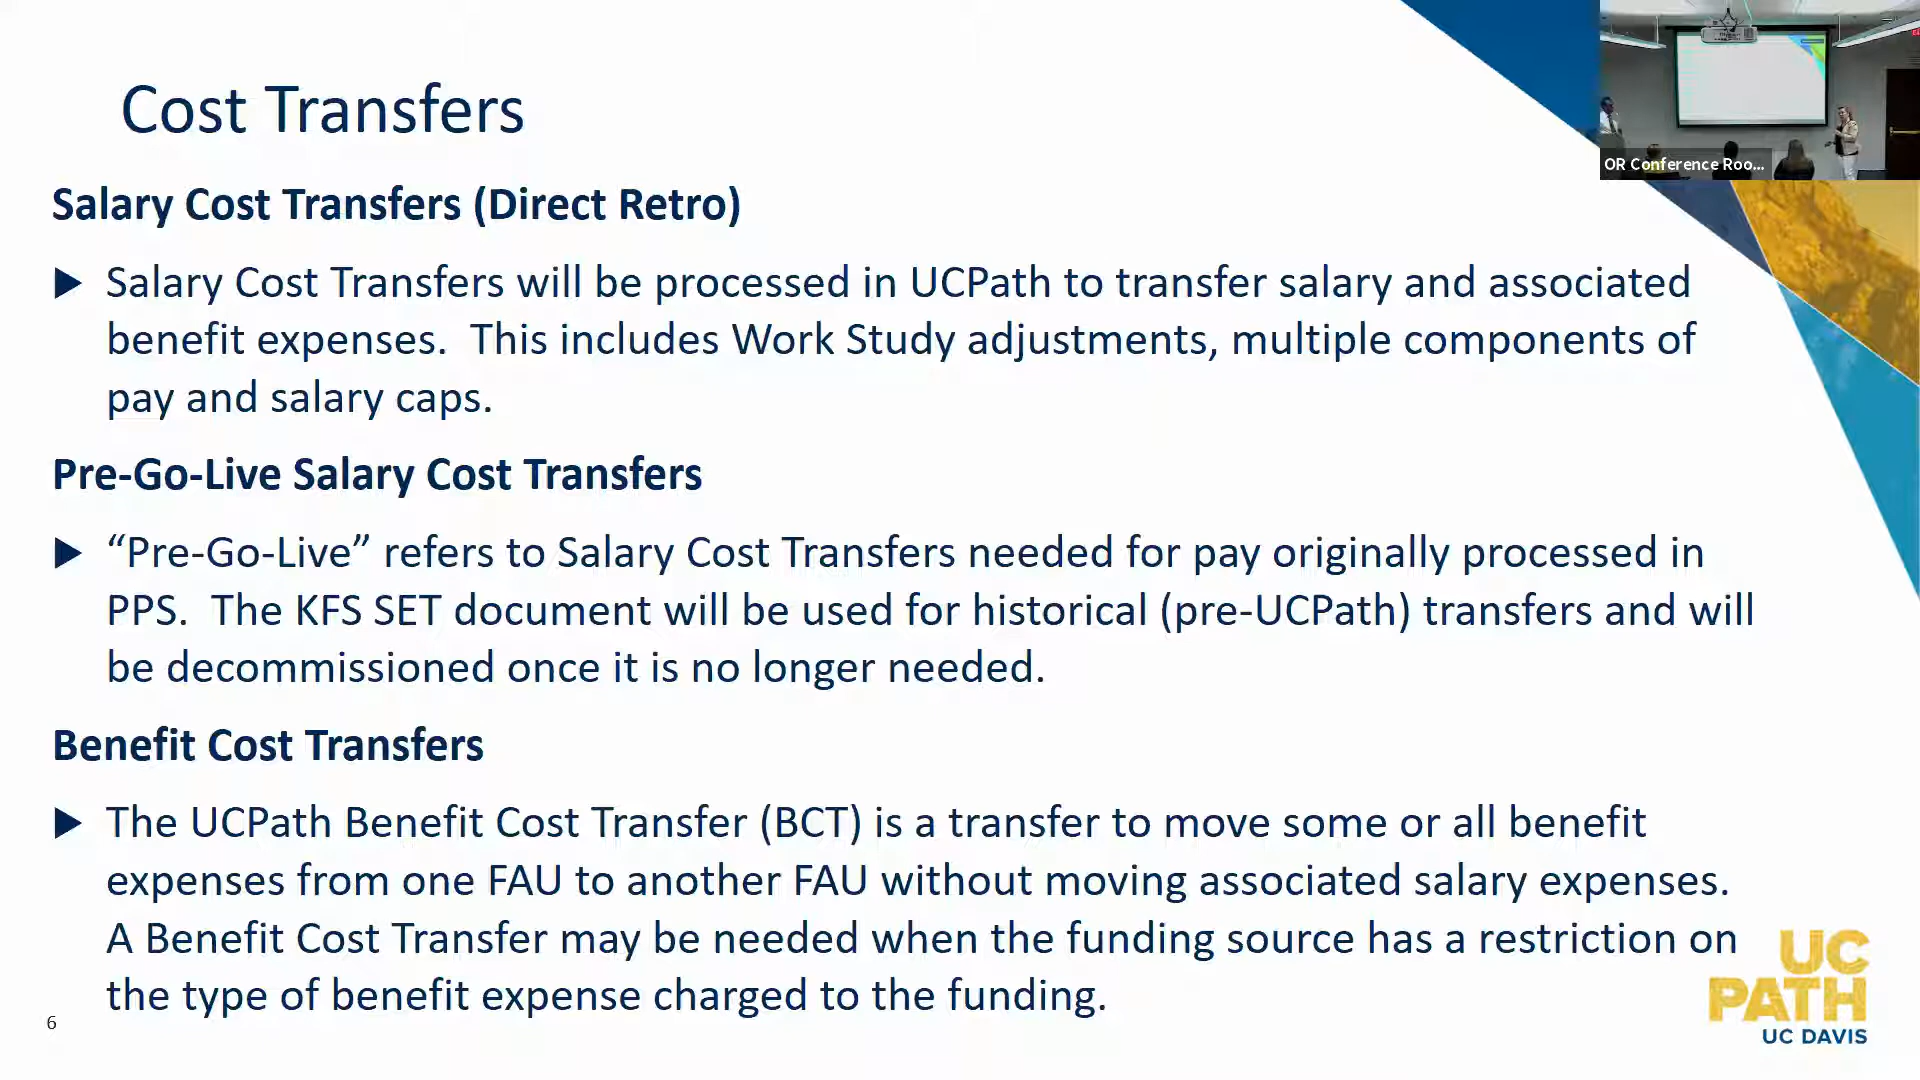 Cost Transfers
OR Conference Roo...
Salary Cost Transfers (Direct Retro)
Salary Cost Transfers will be processed in UCPath to transfer salary and associated
benefit expenses.  This includes Work Study adjustments, multiple components of
pay and salary caps.
Pre-Go-Live Salary Cost Transfers
“Pre-Go-Live” refers to Salary Cost Transfers needed for pay originally processed in
PPS.  The KFS SET document will be used for historical (pre-UCPath) transfers and will
be decommissioned once it is no longer needed.
Benefit Cost Transfers
The UCPath Benefit Cost Transfer (BCT) is a transfer to move some or all benefit
expenses from one FAU to another FAU without moving associated salary expenses.
A Benefit Cost Transfer may be needed when the funding source has a restriction on
the type of benefit expense charged to the funding.
6
UC
PATH
UC DAVIS